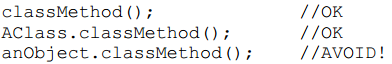 classMethod();              //OK
AClass.classMethod();       //OK
anObject.classMethod();     //AVOID!